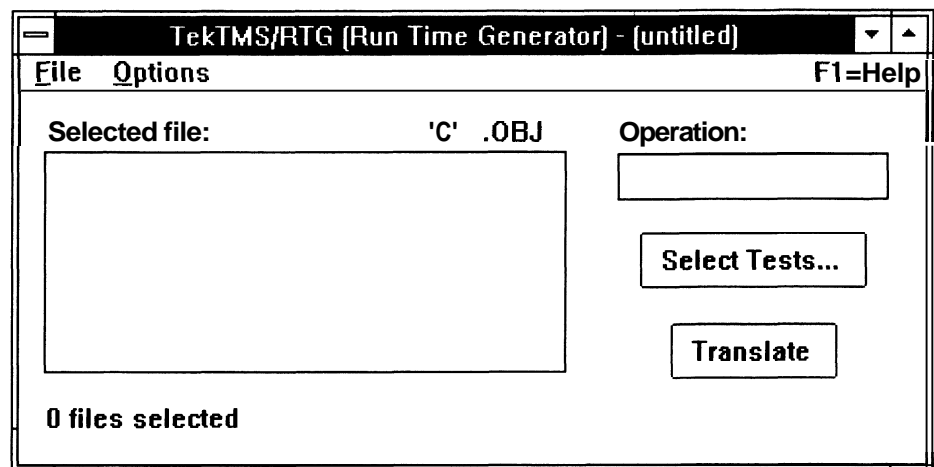 TekTMS/RTG (Run Time Generator) - (untitled)
File Options F1=Help
Selected file: 'C' .OBJ Operation:
Select Tests...
Translate
0 files selected